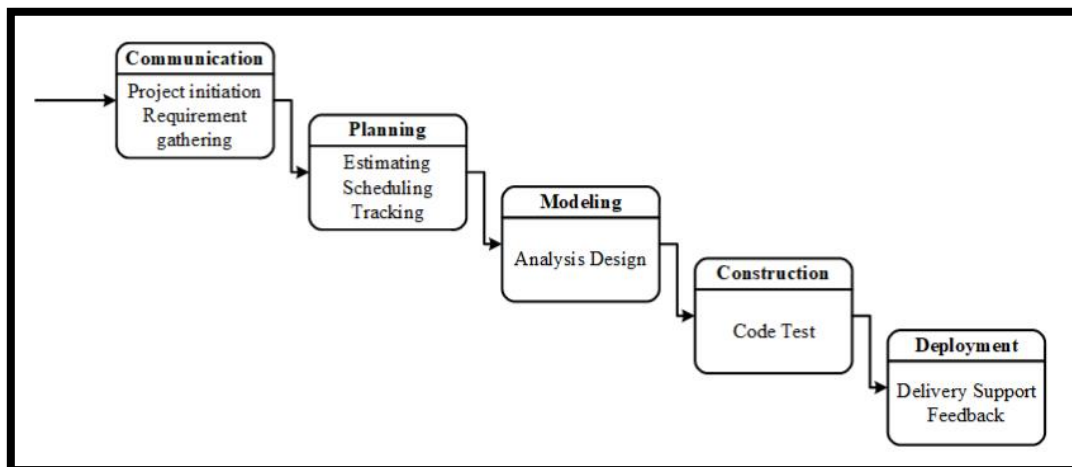 Communication
Project initiation
Requirement
gathering
Planning
Estimating
Scheduling
Tracking
Modeling
Analysis Design
Construction
Code Test
Deployment
Delivery Support
Feedback